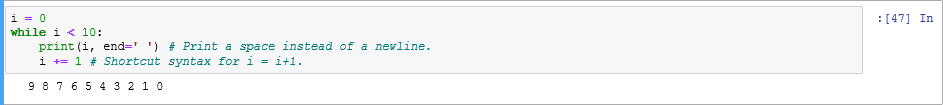 :[47] In
i = 0
while i < 10:
    print(i, end=' ') # Print a space instead of a newline.
    i += 1 # Shortcut syntax for i = i+1.
9 8 7 6 5 4 3 2 1 0